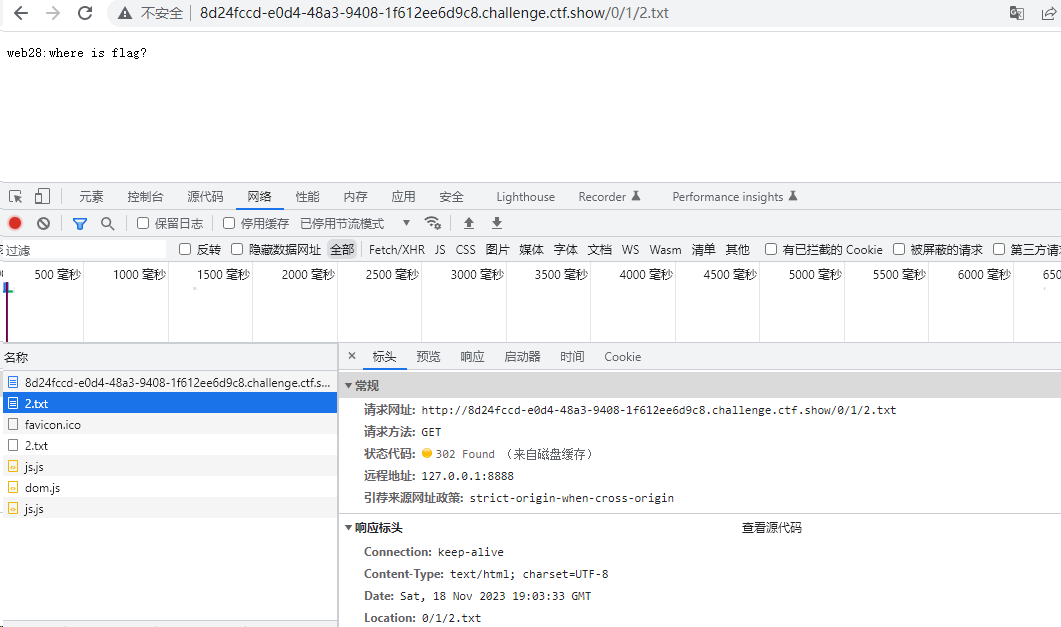 不安全 8d24fccd-e0d4-48a3-9408-1f612ee6d9c8.challenge.ctf.show/0/1/2.txt
web28:where is flag?
元素 控制台 源代码 网络 性能 内存 应用 安全 Lighthouse Recorder Performance insights
保留日志 停用缓存 已停用节流模式
过滤 反转 隐藏数据网址 全部 Fetch/XHR JS CSS 图片 媒体 字体 文档 WS Wasm 清单 其他 有已拦截的 Cookie 被屏蔽的请求 第三方请
500 毫秒 1000 毫秒 1500 毫秒 2000 毫秒 2500 毫秒 3000 毫秒 3500 毫秒 4000 毫秒 4500 毫秒 5000 毫秒 5500 毫秒 6000 毫秒 650
名称
8d24fccd-e0d4-48a3-9408-1f612ee6d9c8.challenge.ctf.s...
2.txt
favicon.ico
2.txt
js.js
dom.js
js.js
× 标头 预览 响应 启动器 时间 Cookie
常规
请求网址: http://8d24fccd-e0d4-48a3-9408-1f612ee6d9c8.challenge.ctf.show/0/1/2.txt
请求方法: GET
状态代码: 302 Found (来自磁盘缓存)
远程地址: 127.0.0.1:8888
引荐来源网址政策: strict-origin-when-cross-origin
响应标头 查看源代码
Connection: keep-alive
Content-Type: text/html; charset=UTF-8
Date: Sat, 18 Nov 2023 19:03:33 GMT
Location: 0/1/2.txt